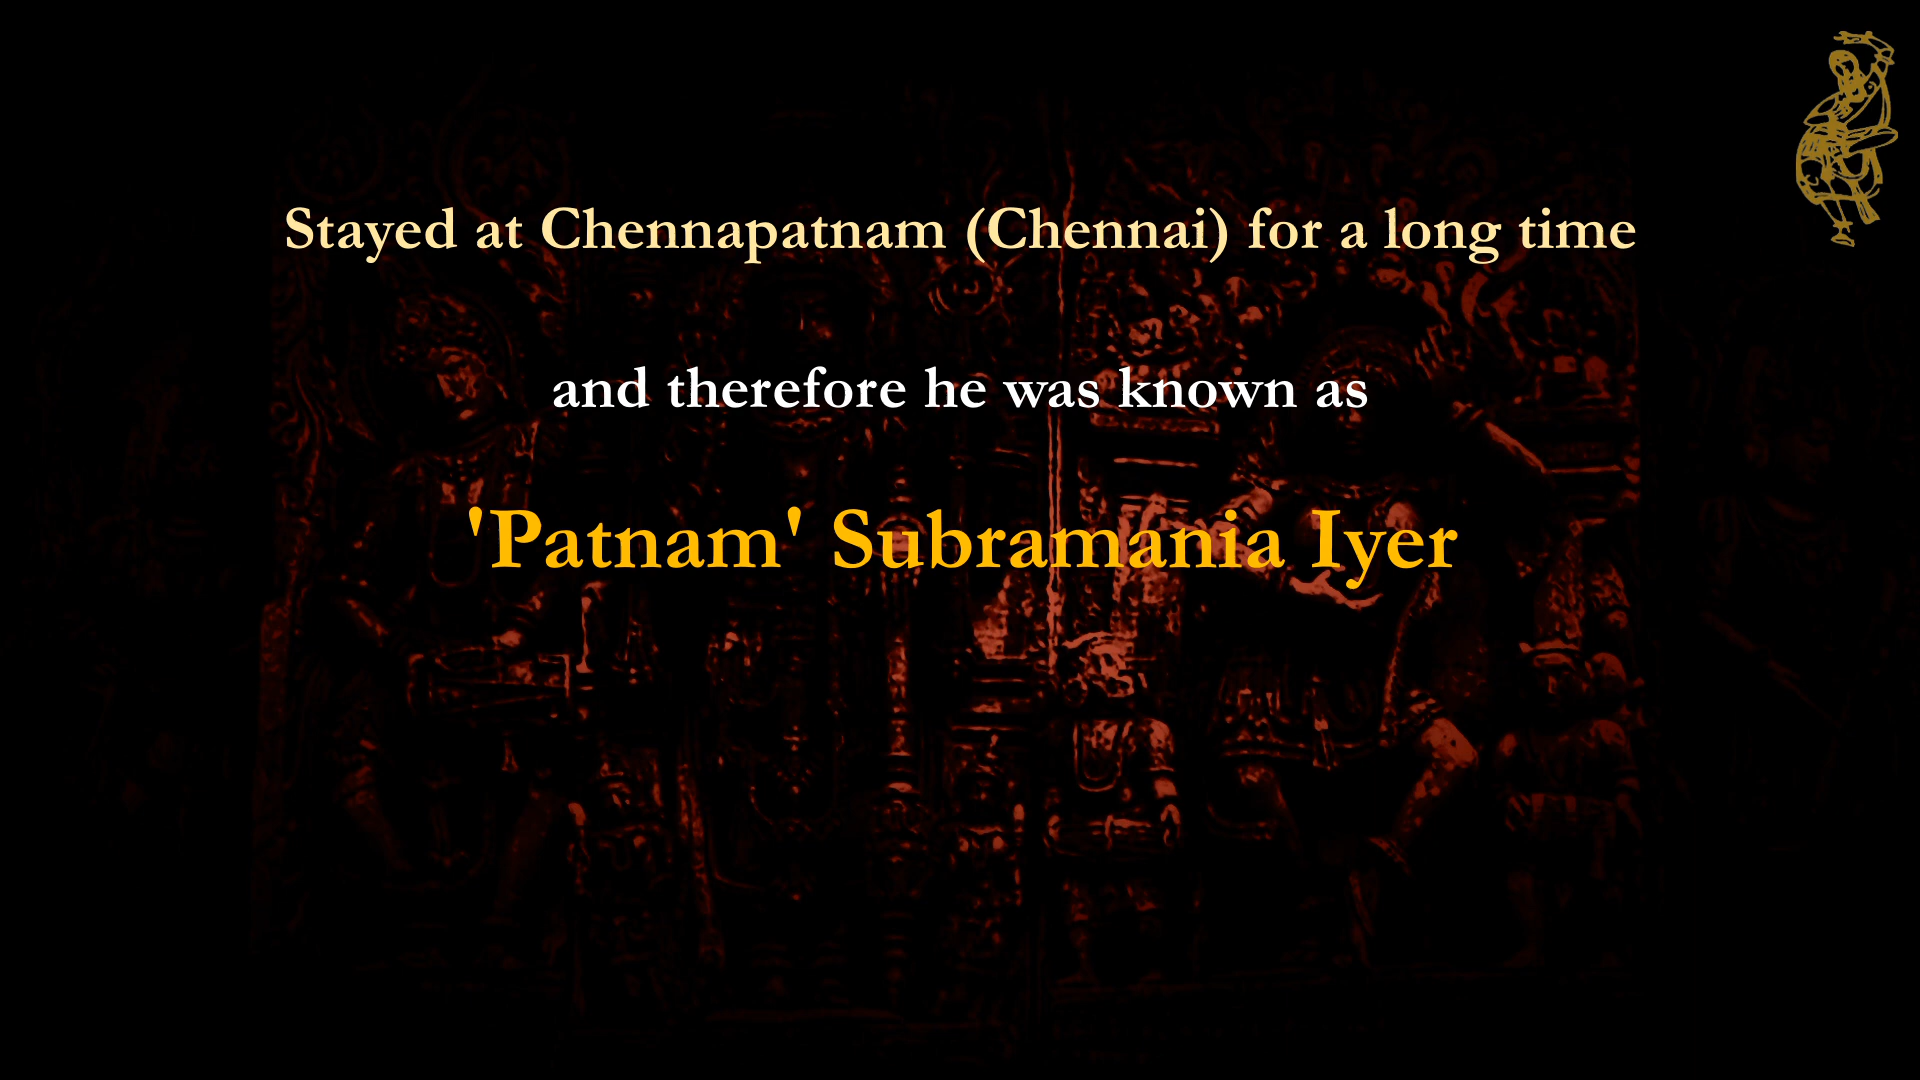 Stayed at Chennapatnam (Chennai) for a long time
and therefore he was known as
'Patnam' Subramania Iyer